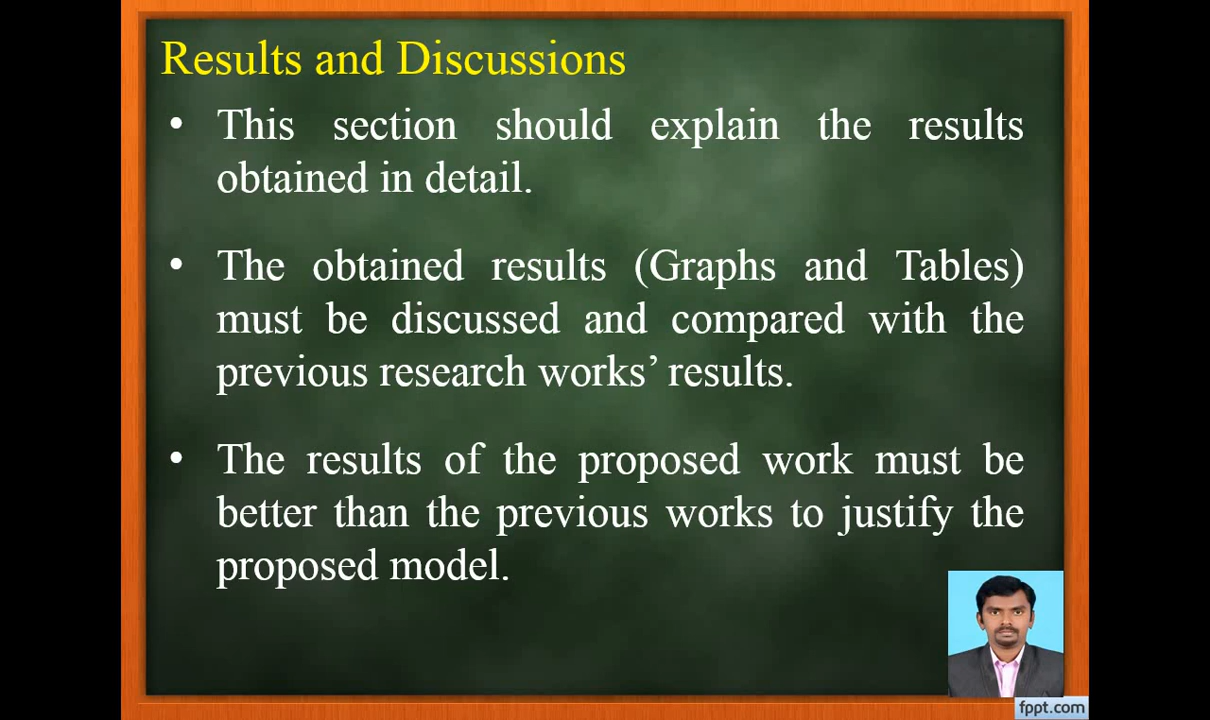 Results and Discussions
• This section should explain the results
obtained in detail.
• The obtained results (Graphs and Tables)
must be discussed and compared with the
previous research works’ results.
• The results of the proposed work must be
better than the previous works to justify the
proposed model.
fppt.com